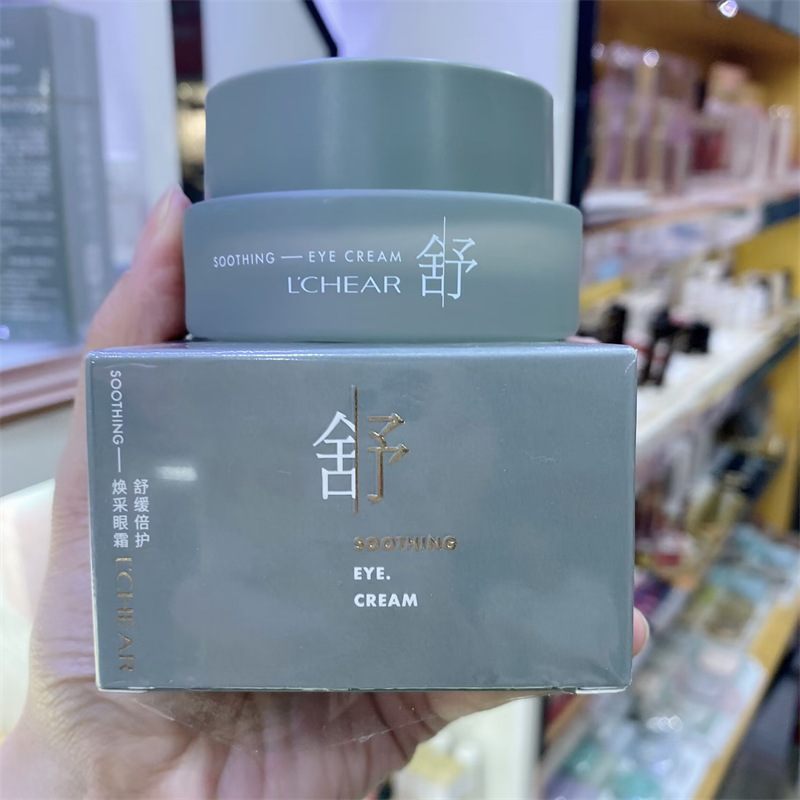 SOOTHING — EYE CREAM
L'CHEAR
舒
舒
SOOTHING
EYE.
CREAM
SOOTHING —
舒缓倍护
焕采眼霜
L'CHEAR